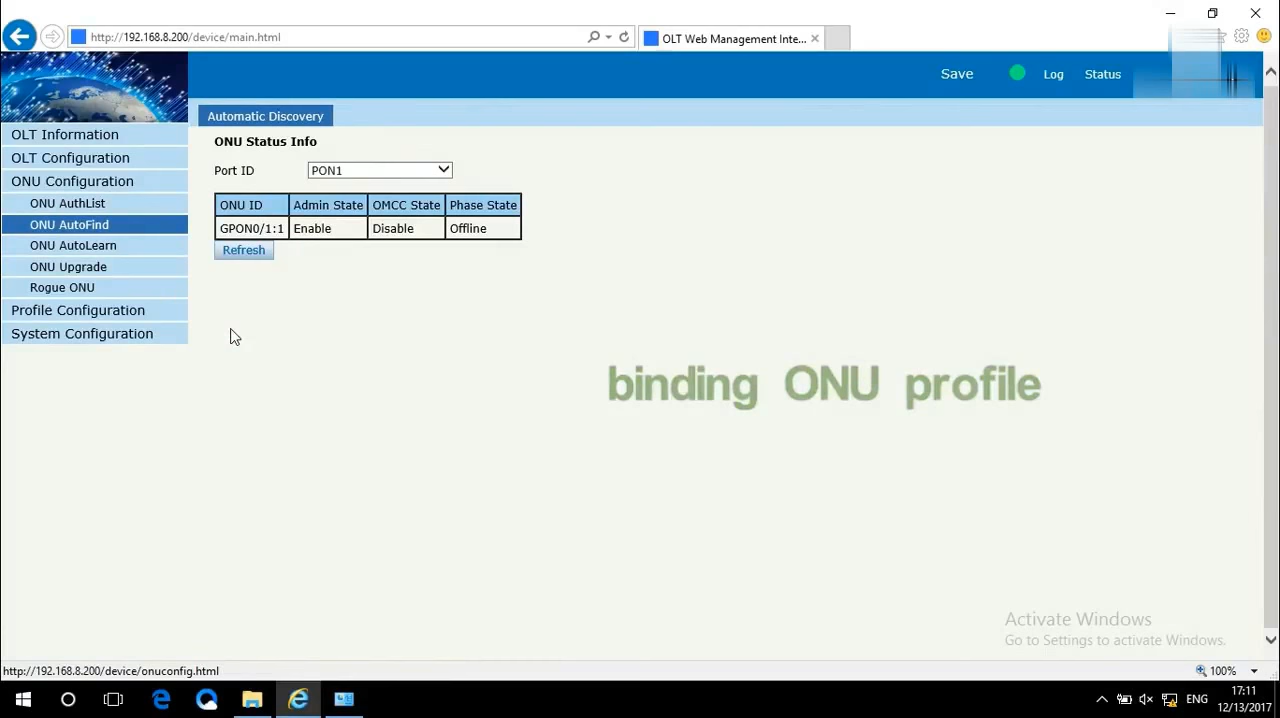 http://192.168.8.200/device/main.html
OLT Web Management Inte...
Save
Log
Status
Automatic Discovery
OLT Information
OLT Configuration
ONU Configuration
ONU AuthList
ONU AutoFind
ONU AutoLearn
ONU Upgrade
Rogue ONU
Profile Configuration
System Configuration
ONU Status Info
Port ID PON1
ONU ID Admin State OMCC State Phase State
GPON0/1:1 Enable Disable Offline
Refresh
binding ONU profile
Activate Windows
Go to Settings to activate Windows.
http://192.168.8.200/device/onuconfig.html
100%
ENG
17:11
12/13/2017